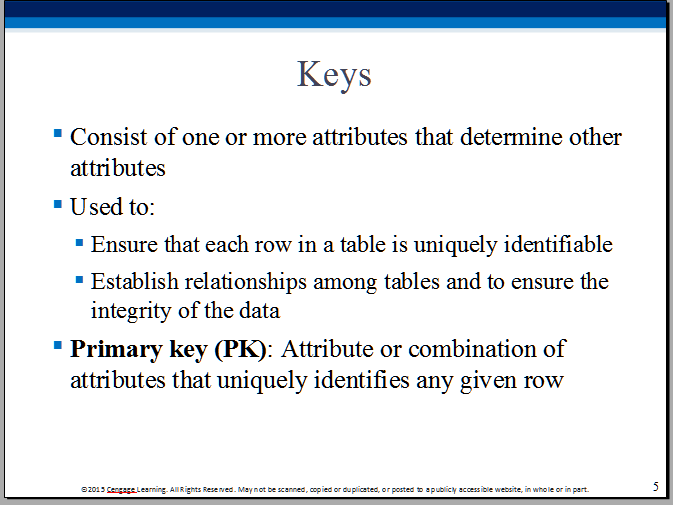 Keys
▪ Consist of one or more attributes that determine other
attributes
▪ Used to:
▪ Ensure that each row in a table is uniquely identifiable
▪ Establish relationships among tables and to ensure the
integrity of the data
▪ Primary key (PK): Attribute or combination of
attributes that uniquely identifies any given row
©2015 Cengage Learning. All Rights Reserved. May not be scanned, copied or duplicated, or posted to a publicly accessible website, in whole or in part.
5